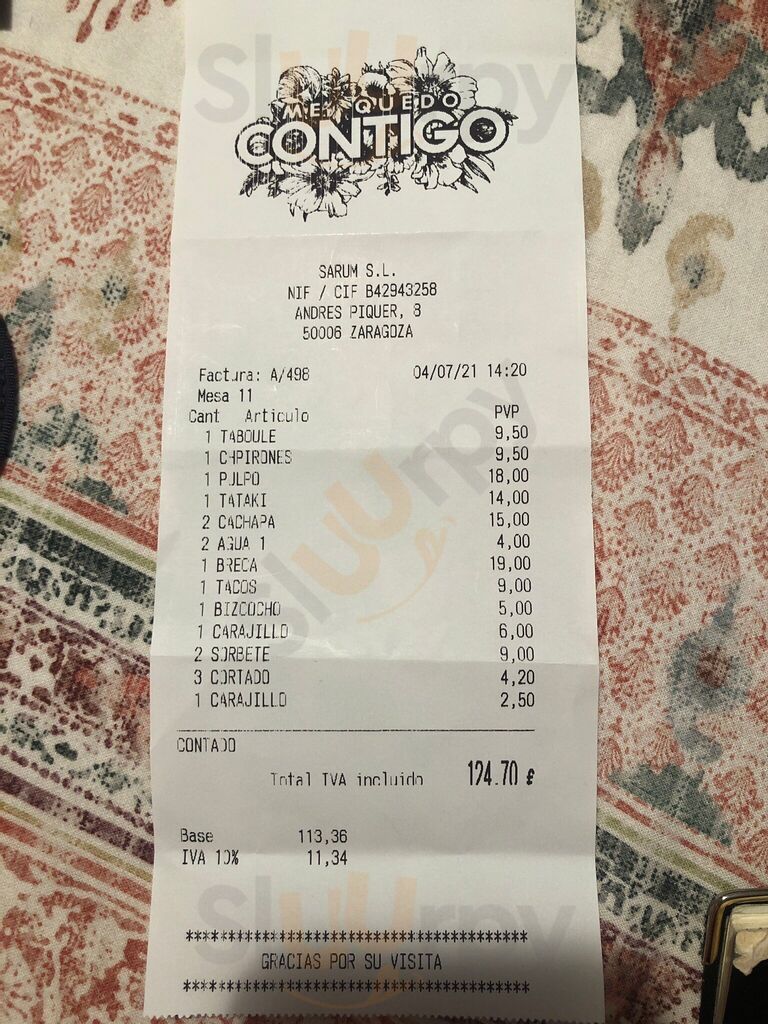 ME QUEDO
CONTIGO
SARUM S.L.
NIF / CIF B42943258
ANDRES PIQUER, 8
50006 ZARAGOZA
Factura: A/498 04/07/21 14:20
Mesa 11
Cant Articulo PVP
1 TABOULE 9,50
1 CHPIRONES 9,50
1 PULPO 18,00
1 TATAKI 14,00
2 CACHAPA 15,00
2 AGUA 1 4,00
1 BRECA 19,00
1 TACOS 9,00
1 BIZCOCHO 5,00
1 CARAJILLO 6,00
2 SORBETE 9,00
3 CORTADO 4,20
1 CARAJILLO 2,50
CONTADO
Total IVA incluido 124.70 €
Base 113,36
IVA 10% 11,34
***************************************
GRACIAS POR SU VISITA
***************************************
Sluurpy
Sluurpy
Sluurpy